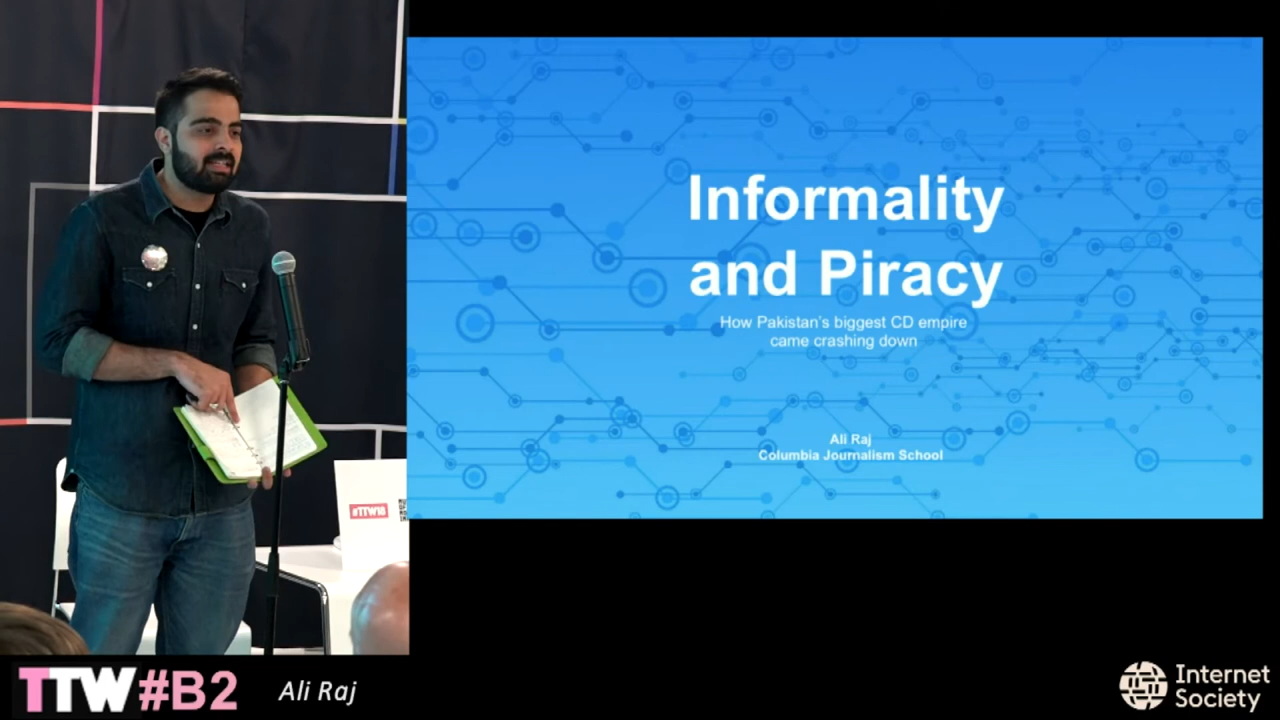 Informality
and Piracy
How Pakistan's biggest CD empire
came crashing down
Ali Raj
Columbia Journalism School
#TTW18
TTW#B2
Ali Raj
Internet
Society